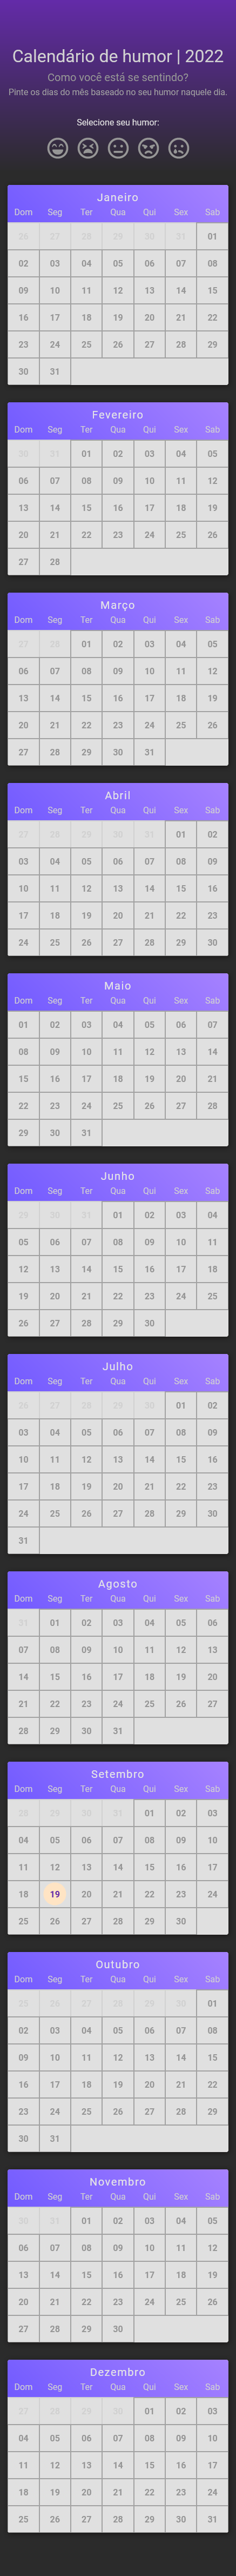 Calendário de humor | 2022
Como você está se sentindo?
Pinte os dias do mês baseado no seu humor naquele dia.
Selecione seu humor:
Janeiro
Dom Seg Ter Qua Qui Sex Sab
26 27 28 29 30 31 01
02 03 04 05 06 07 08
09 10 11 12 13 14 15
16 17 18 19 20 21 22
23 24 25 26 27 28 29
30 31
Fevereiro
Dom Seg Ter Qua Qui Sex Sab
30 31 01 02 03 04 05
06 07 08 09 10 11 12
13 14 15 16 17 18 19
20 21 22 23 24 25 26
27 28
Março
Dom Seg Ter Qua Qui Sex Sab
27 28 01 02 03 04 05
06 07 08 09 10 11 12
13 14 15 16 17 18 19
20 21 22 23 24 25 26
27 28 29 30 31
Abril
Dom Seg Ter Qua Qui Sex Sab
27 28 29 30 31 01 02
03 04 05 06 07 08 09
10 11 12 13 14 15 16
17 18 19 20 21 22 23
24 25 26 27 28 29 30
Maio
Dom Seg Ter Qua Qui Sex Sab
01 02 03 04 05 06 07
08 09 10 11 12 13 14
15 16 17 18 19 20 21
22 23 24 25 26 27 28
29 30 31
Junho
Dom Seg Ter Qua Qui Sex Sab
29 30 31 01 02 03 04
05 06 07 08 09 10 11
12 13 14 15 16 17 18
19 20 21 22 23 24 25
26 27 28 29 30
Julho
Dom Seg Ter Qua Qui Sex Sab
26 27 28 29 30 01 02
03 04 05 06 07 08 09
10 11 12 13 14 15 16
17 18 19 20 21 22 23
24 25 26 27 28 29 30
31
Agosto
Dom Seg Ter Qua Qui Sex Sab
31 01 02 03 04 05 06
07 08 09 10 11 12 13
14 15 16 17 18 19 20
21 22 23 24 25 26 27
28 29 30 31
Setembro
Dom Seg Ter Qua Qui Sex Sab
28 29 30 31 01 02 03
04 05 06 07 08 09 10
11 12 13 14 15 16 17
18 19 20 21 22 23 24
25 26 27 28 29 30
Outubro
Dom Seg Ter Qua Qui Sex Sab
25 26 27 28 29 30 01
02 03 04 05 06 07 08
09 10 11 12 13 14 15
16 17 18 19 20 21 22
23 24 25 26 27 28 29
30 31
Novembro
Dom Seg Ter Qua Qui Sex Sab
30 31 01 02 03 04 05
06 07 08 09 10 11 12
13 14 15 16 17 18 19
20 21 22 23 24 25 26
27 28 29 30
Dezembro
Dom Seg Ter Qua Qui Sex Sab
27 28 29 30 01 02 03
04 05 06 07 08 09 10
11 12 13 14 15 16 17
18 19 20 21 22 23 24
25 26 27 28 29 30 31